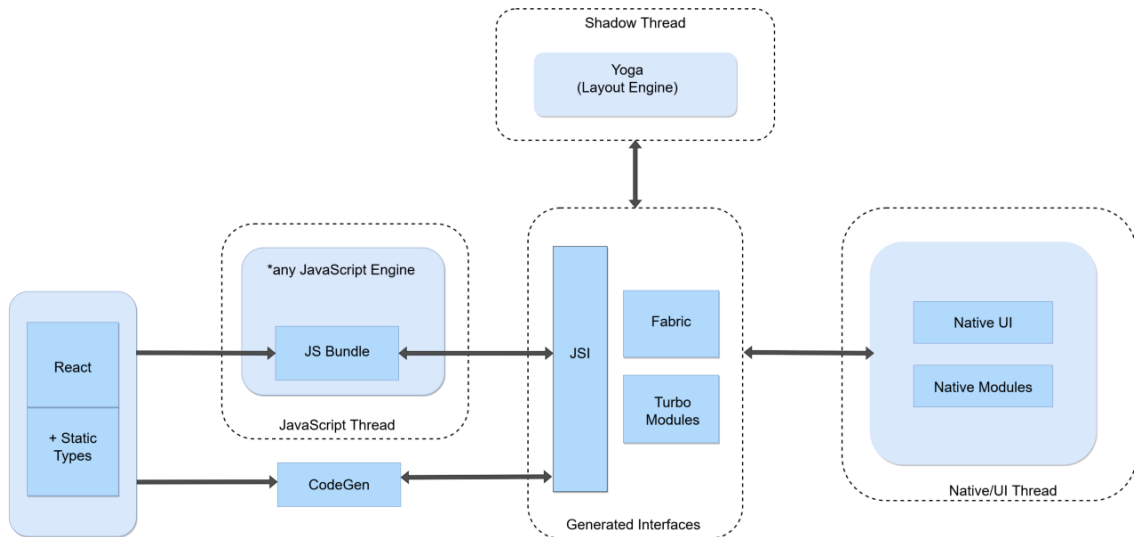 Shadow Thread
Yoga
(Layout Engine)
*any JavaScript Engine
JS Bundle
JavaScript Thread
React
+ Static
Types
CodeGen
JSI
Fabric
Turbo
Modules
Generated Interfaces
Native UI
Native Modules
Native/UI Thread